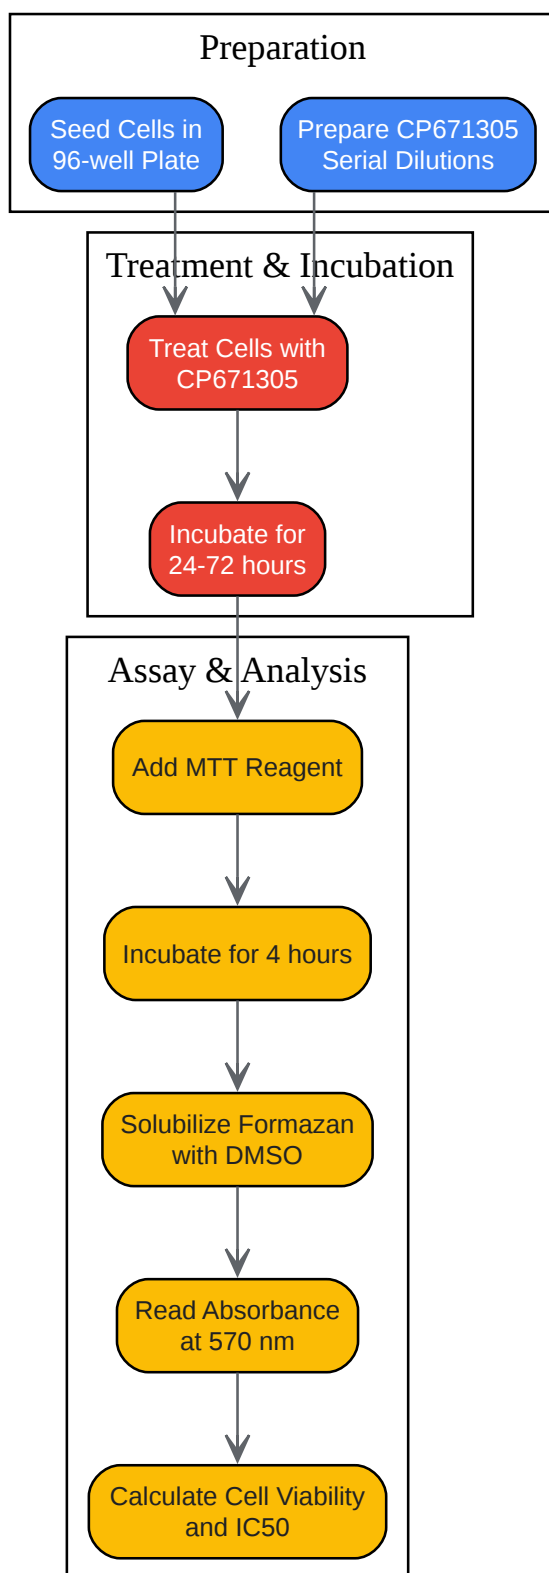 Preparation
Seed Cells in
96-well Plate
Prepare CP671305
Serial Dilutions
Treatment & Incubation
Treat Cells with
CP671305
Incubate for
24-72 hours
Assay & Analysis
Add MTT Reagent
Incubate for 4 hours
Solubilize Formazan
with DMSO
Read Absorbance
at 570 nm
Calculate Cell Viability
and IC50